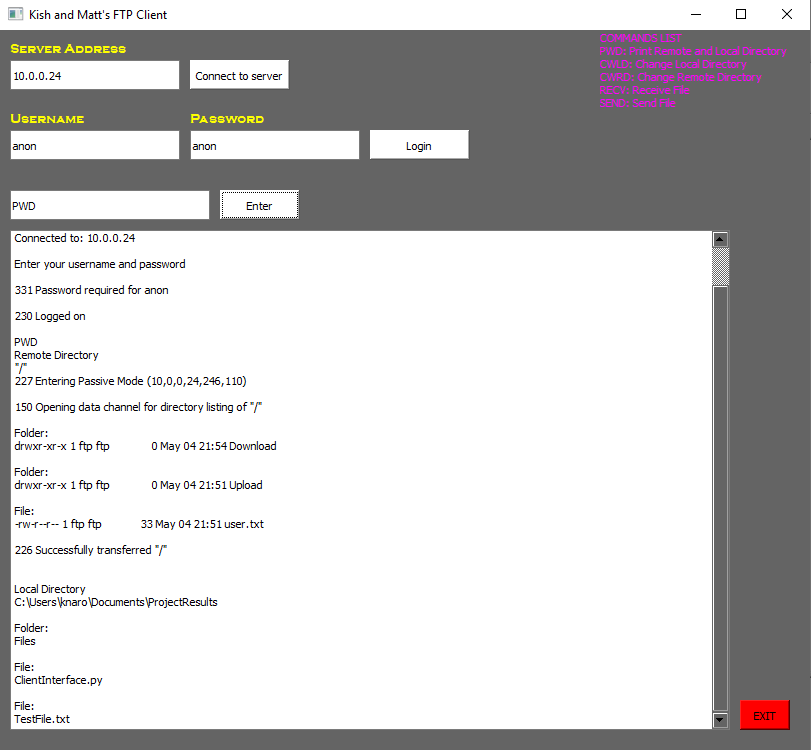 Kish and Matt's FTP Client
COMMANDS LIST
PWD: Print Remote and Local Directory
CWLD: Change Local Directory
CWRD: Change Remote Directory
RECV: Receive File
SEND: Send File
Server Address
10.0.0.24
Connect to server
Username
Password
anon
anon
Login
PWD
Enter
Connected to: 10.0.0.24
Enter your username and password
331 Password required for anon
230 Logged on
PWD
Remote Directory
"/"
227 Entering Passive Mode (10,0,0,24,246,110)
150 Opening data channel for directory listing of "/"
Folder:
drwxr-xr-x 1 ftp ftp 0 May 04 21:54 Download
Folder:
drwxr-xr-x 1 ftp ftp 0 May 04 21:51 Upload
File:
-rw-r--r-- 1 ftp ftp 33 May 04 21:51 user.txt
226 Successfully transferred "/"
Local Directory
C:\Users\knaro\Documents\ProjectResults
Folder:
Files
File:
ClientInterface.py
File:
TestFile.txt
EXIT